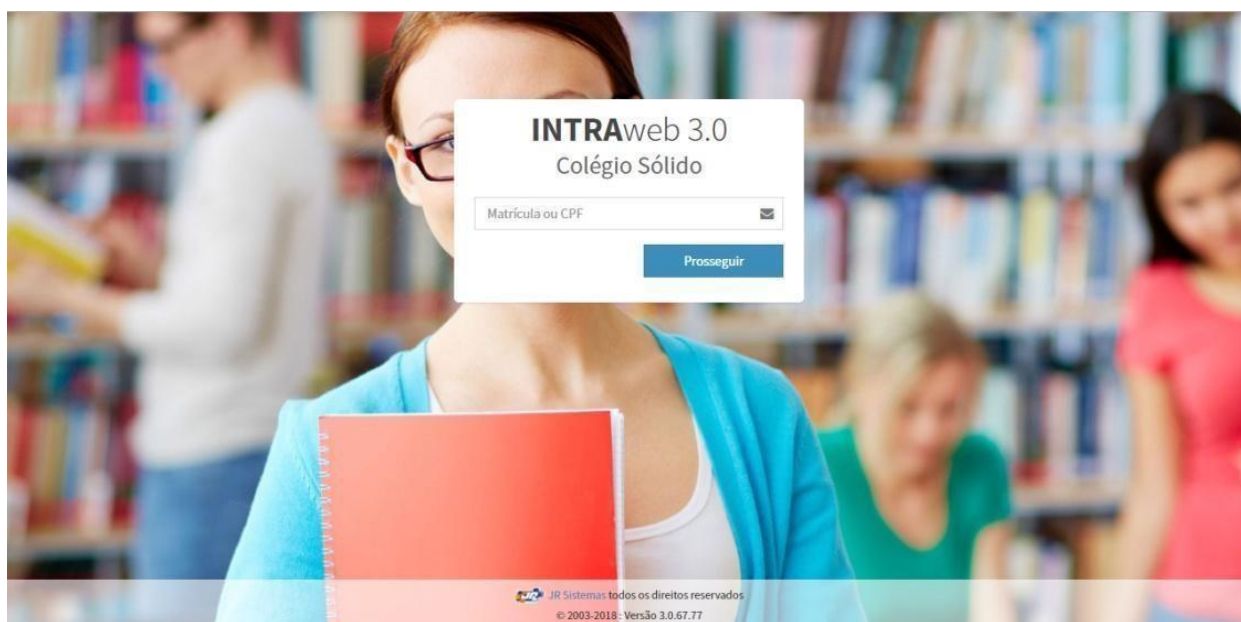 INTRAweb 3.0
Colégio Sólido
Matrícula ou CPF
Prosseguir
JR JR Sistemas todos os direitos reservados
© 2003-2018 : Versão 3.0.67.77